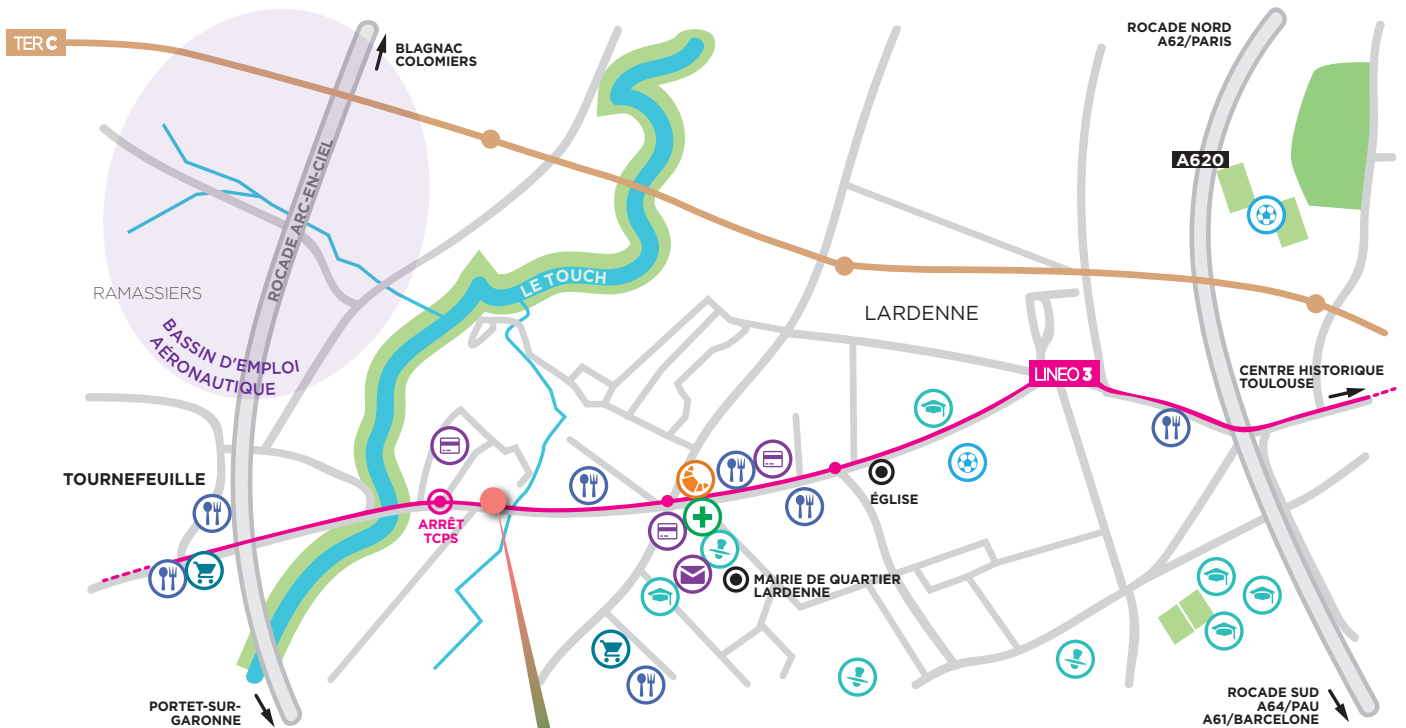 TER C
BLAGNAC
COLOMIERS
ROCADE NORD
A62/PARIS
A620
ROCADE ARC-EN-CIEL
LE TOUCH
RAMASSIERS
BASSIN D'EMPLOI
AÉRONAUTIQUE
LARDENNE
LINEO 3
CENTRE HISTORIQUE
TOULOUSE
TOURNEFEUILLE
ÉGLISE
ARRÊT
TCPS
MAIRIE DE QUARTIER
LARDENNE
PORTET-SUR-
GARONNE
ROCADE SUD
A64/PAU
A61/BARCELONE